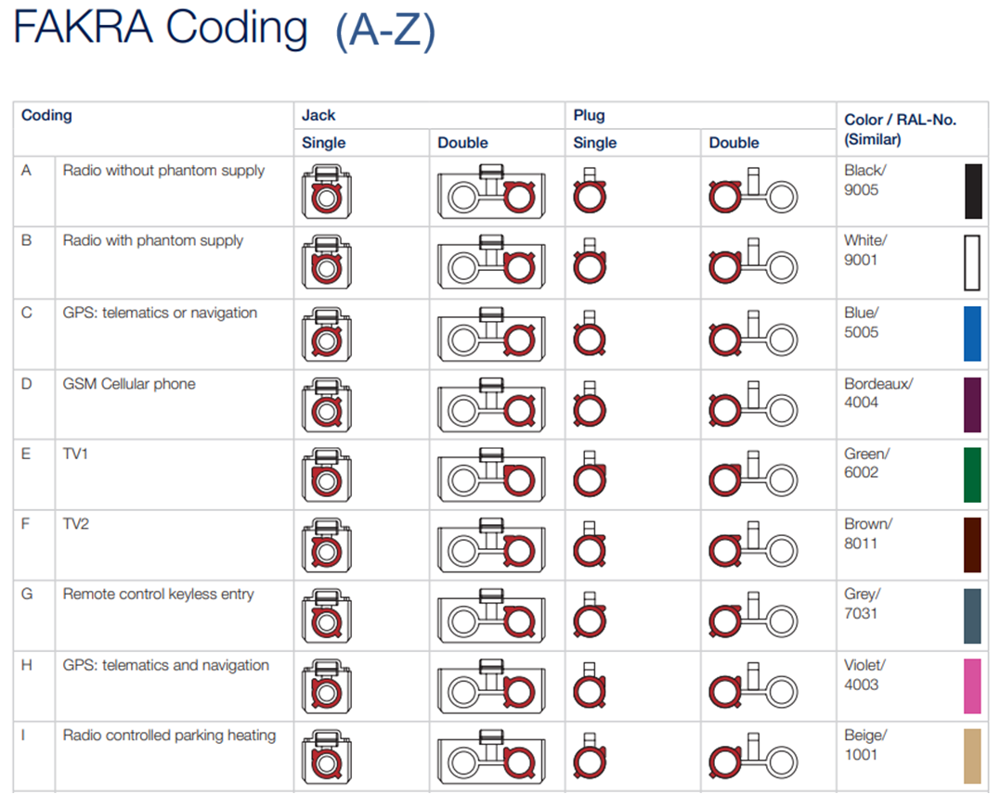 FAKRA Coding (A-Z)
Coding
Jack
Plug
Color / RAL-No.
(Similar)
Single
Double
Single
Double
A
Radio without phantom supply
Black/
9005
B
Radio with phantom supply
White/
9001
C
GPS: telematics or navigation
Blue/
5005
D
GSM Cellular phone
Bordeaux/
4004
E
TV1
Green/
6002
F
TV2
Brown/
8011
G
Remote control keyless entry
Grey/
7031
H
GPS: telematics and navigation
Violet/
4003
I
Radio controlled parking heating
Beige/
1001